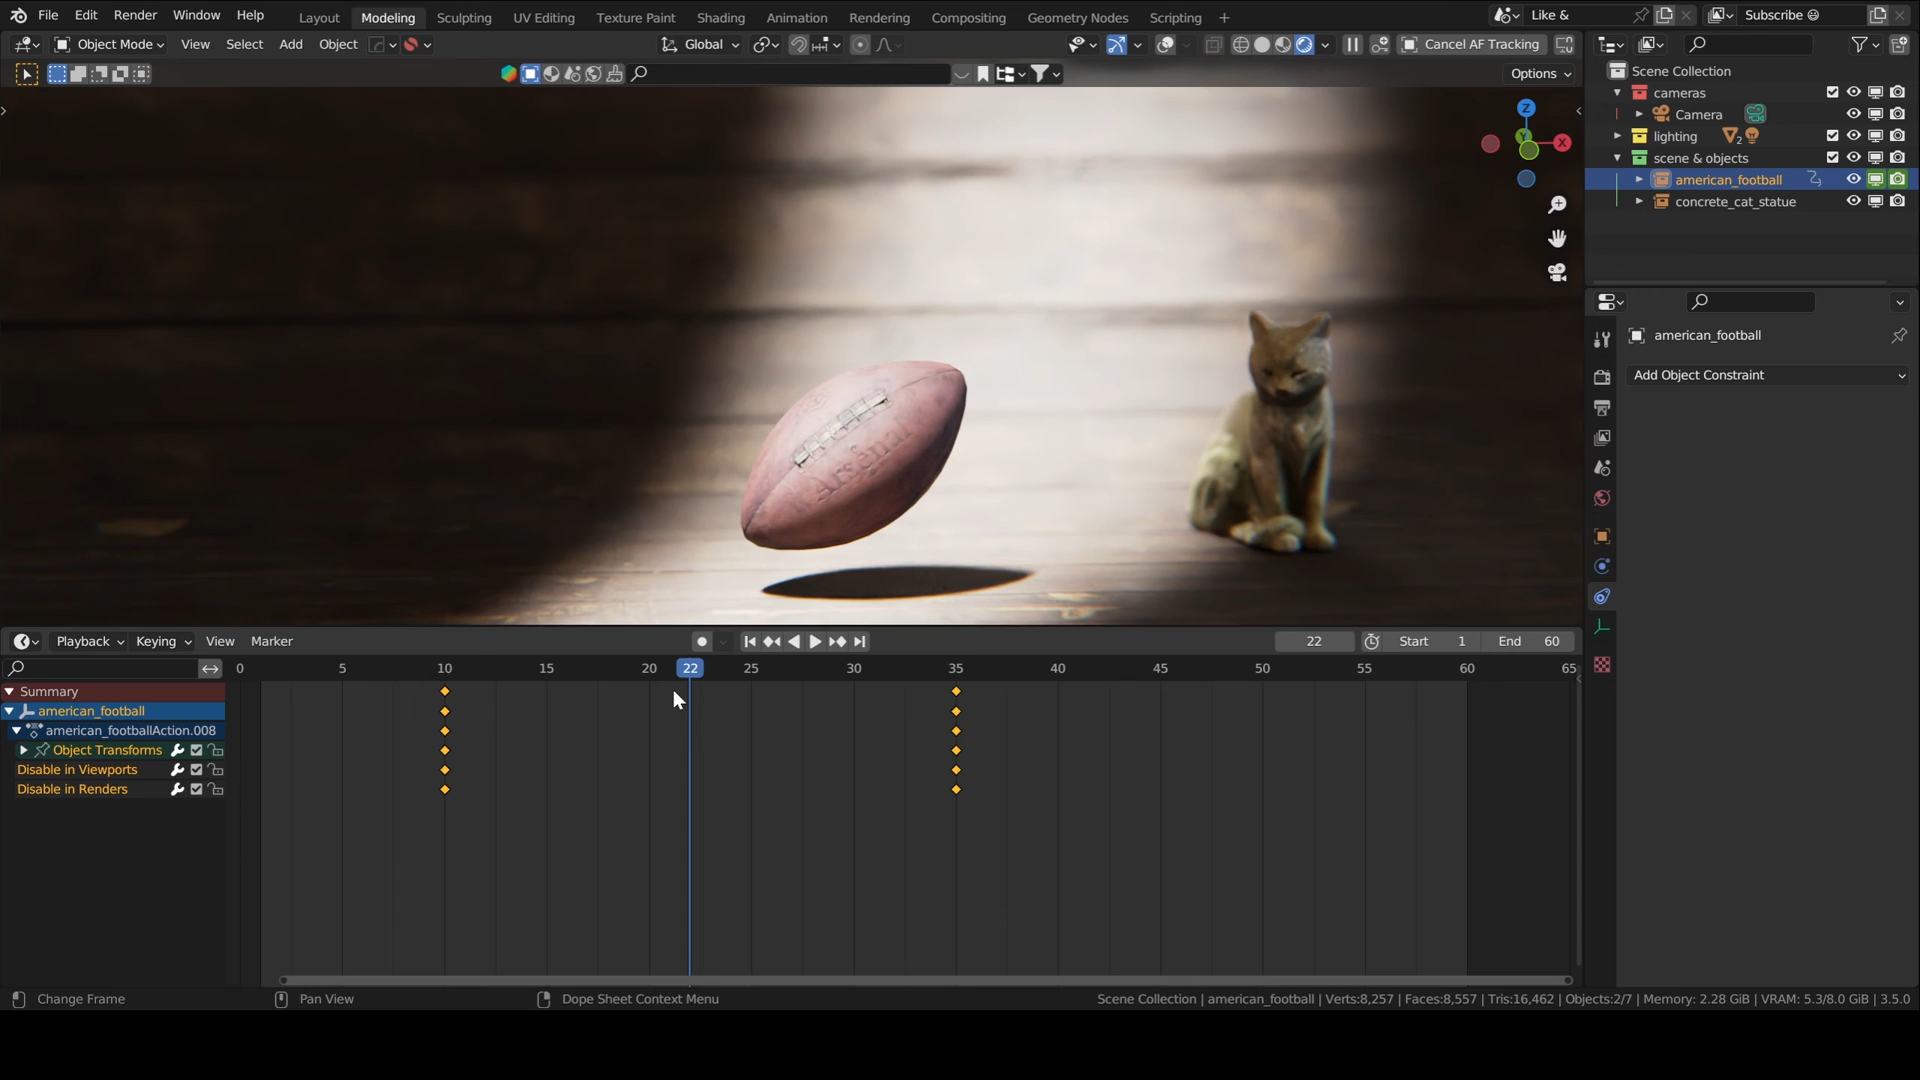 File Edit Render Window Help Layout Modeling Sculpting UV Editing Texture Paint Shading Animation Rendering Compositing Geometry Nodes Scripting + Like & Subscribe 😃
Object Mode View Select Add Object Global Cancel AF Tracking
Options
Scene Collection
cameras
Camera
lighting 2
scene & objects
american_football
concrete_cat_statue
Z
Y
X
Arsenal
american_football
Add Object Constraint
Playback Keying View Marker 22 Start 1 End 60
0 5 10 15 20 22 25 30 35 40 45 50 55 60 65
Summary
american_football
american_footballAction.008
Object Transforms
Disable in Viewports
Disable in Renders
Change Frame Pan View Dope Sheet Context Menu Scene Collection | american_football | Verts:8,257 | Faces:8,557 | Tris:16,462 | Objects:2/7 | Memory: 2.28 GiB | VRAM: 5.3/8.0 GiB | 3.5.0